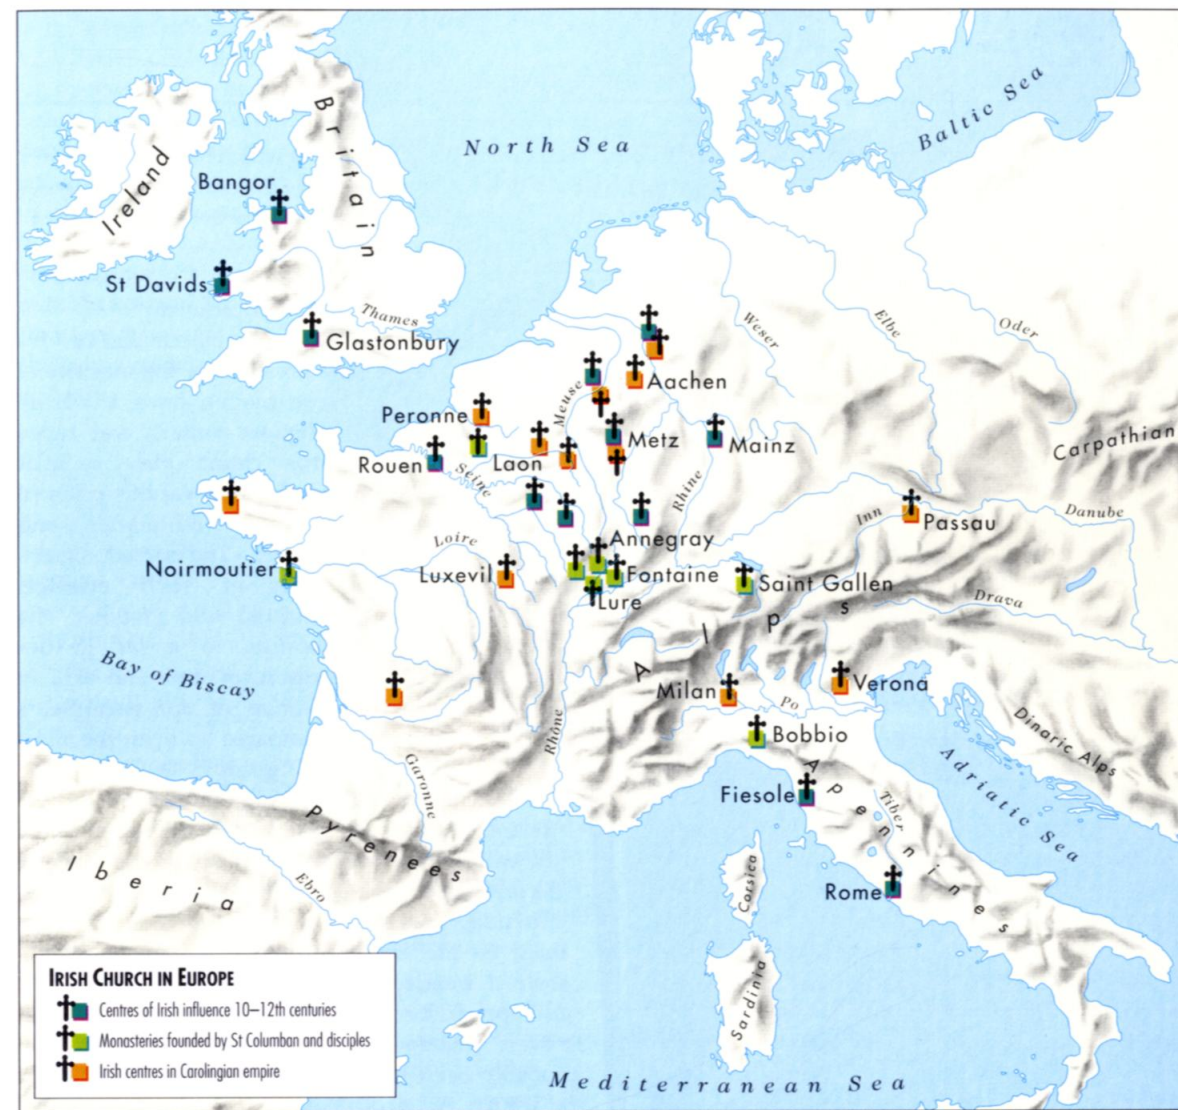 Baltic Sea
North Sea
Britain
Ireland
Bangor
St Davids
Thames
Glastonbury
Weser
Elbe
Oder
Meuse
Aachen
Peronne
Metz
Mainz
Carpathian
Rouen
Laon
Seine
Rhine
Inn
Passau
Danube
Loire
Annegray
Noirmoutier
Luxevil
Fontaine
Saint Gallen
Lure
Drava
Alps
Bay of Biscay
Milan
Verona
Po
Rhône
Bobbio
Dinaric Alps
Garonne
Adriatic Sea
Apennines
Fiesole
Tiber
Pyrenees
Iberia
Ebro
Corsica
Rome
Sardinia
IRISH CHURCH IN EUROPE
Centres of Irish influence 10–12th centuries
Monasteries founded by St Columban and disciples
Irish centres in Carolingian empire
Mediterranean Sea